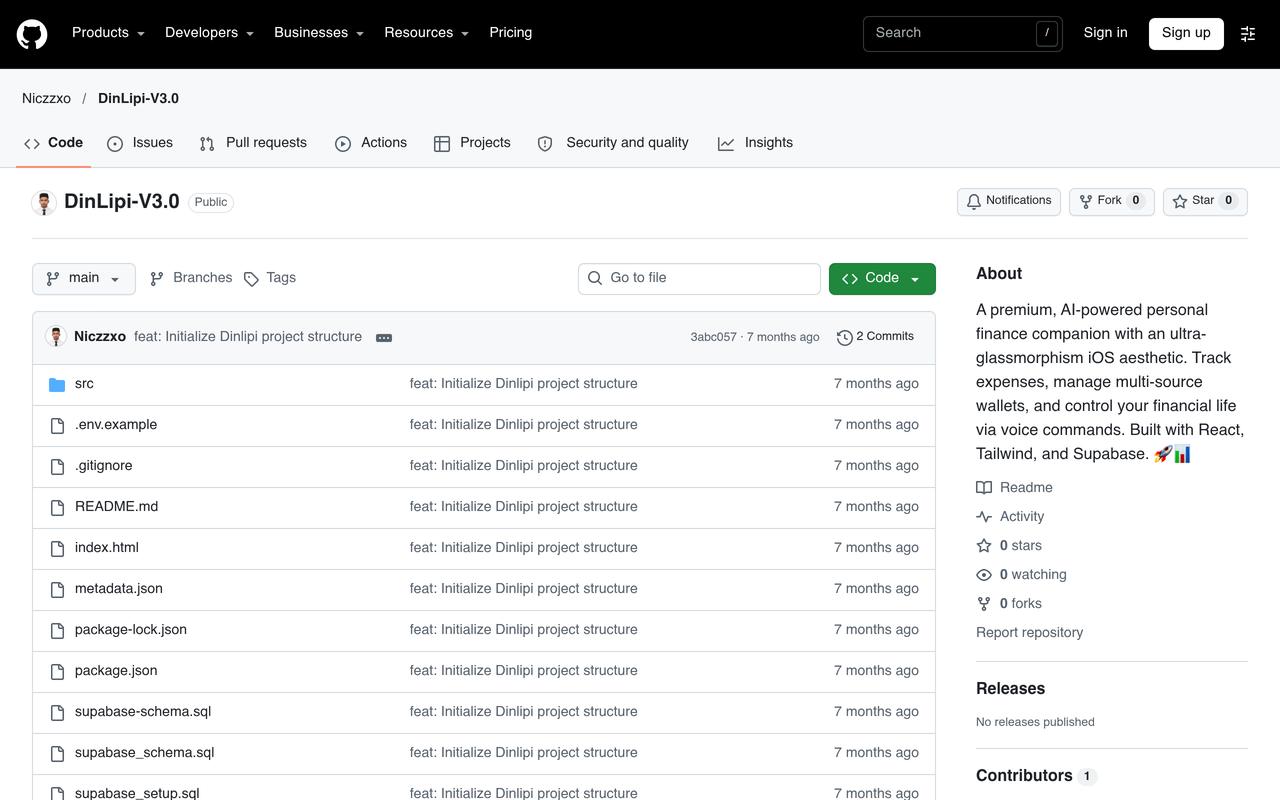 Products Developers Businesses Resources Pricing Search / Sign in Sign up
Niczzxo / DinLipi-V3.0
Code Issues Pull requests Actions Projects Security and quality Insights
DinLipi-V3.0 Public Notifications Fork 0 Star 0
main Branches Tags Go to file Code
Niczzxo feat: Initialize Dinlipi project structure 3abc057 · 7 months ago 2 Commits
src feat: Initialize Dinlipi project structure 7 months ago
.env.example feat: Initialize Dinlipi project structure 7 months ago
.gitignore feat: Initialize Dinlipi project structure 7 months ago
README.md feat: Initialize Dinlipi project structure 7 months ago
index.html feat: Initialize Dinlipi project structure 7 months ago
metadata.json feat: Initialize Dinlipi project structure 7 months ago
package-lock.json feat: Initialize Dinlipi project structure 7 months ago
package.json feat: Initialize Dinlipi project structure 7 months ago
supabase-schema.sql feat: Initialize Dinlipi project structure 7 months ago
supabase_schema.sql feat: Initialize Dinlipi project structure 7 months ago
supabase_setup.sql feat: Initialize Dinlipi project structure 7 months ago
About
A premium, AI-powered personal
finance companion with an ultra-
glassmorphism iOS aesthetic. Track
expenses, manage multi-source
wallets, and control your financial life
via voice commands. Built with React,
Tailwind, and Supabase. 🚀📊
Readme
Activity
0 stars
0 watching
0 forks
Report repository
Releases
No releases published
Contributors 1